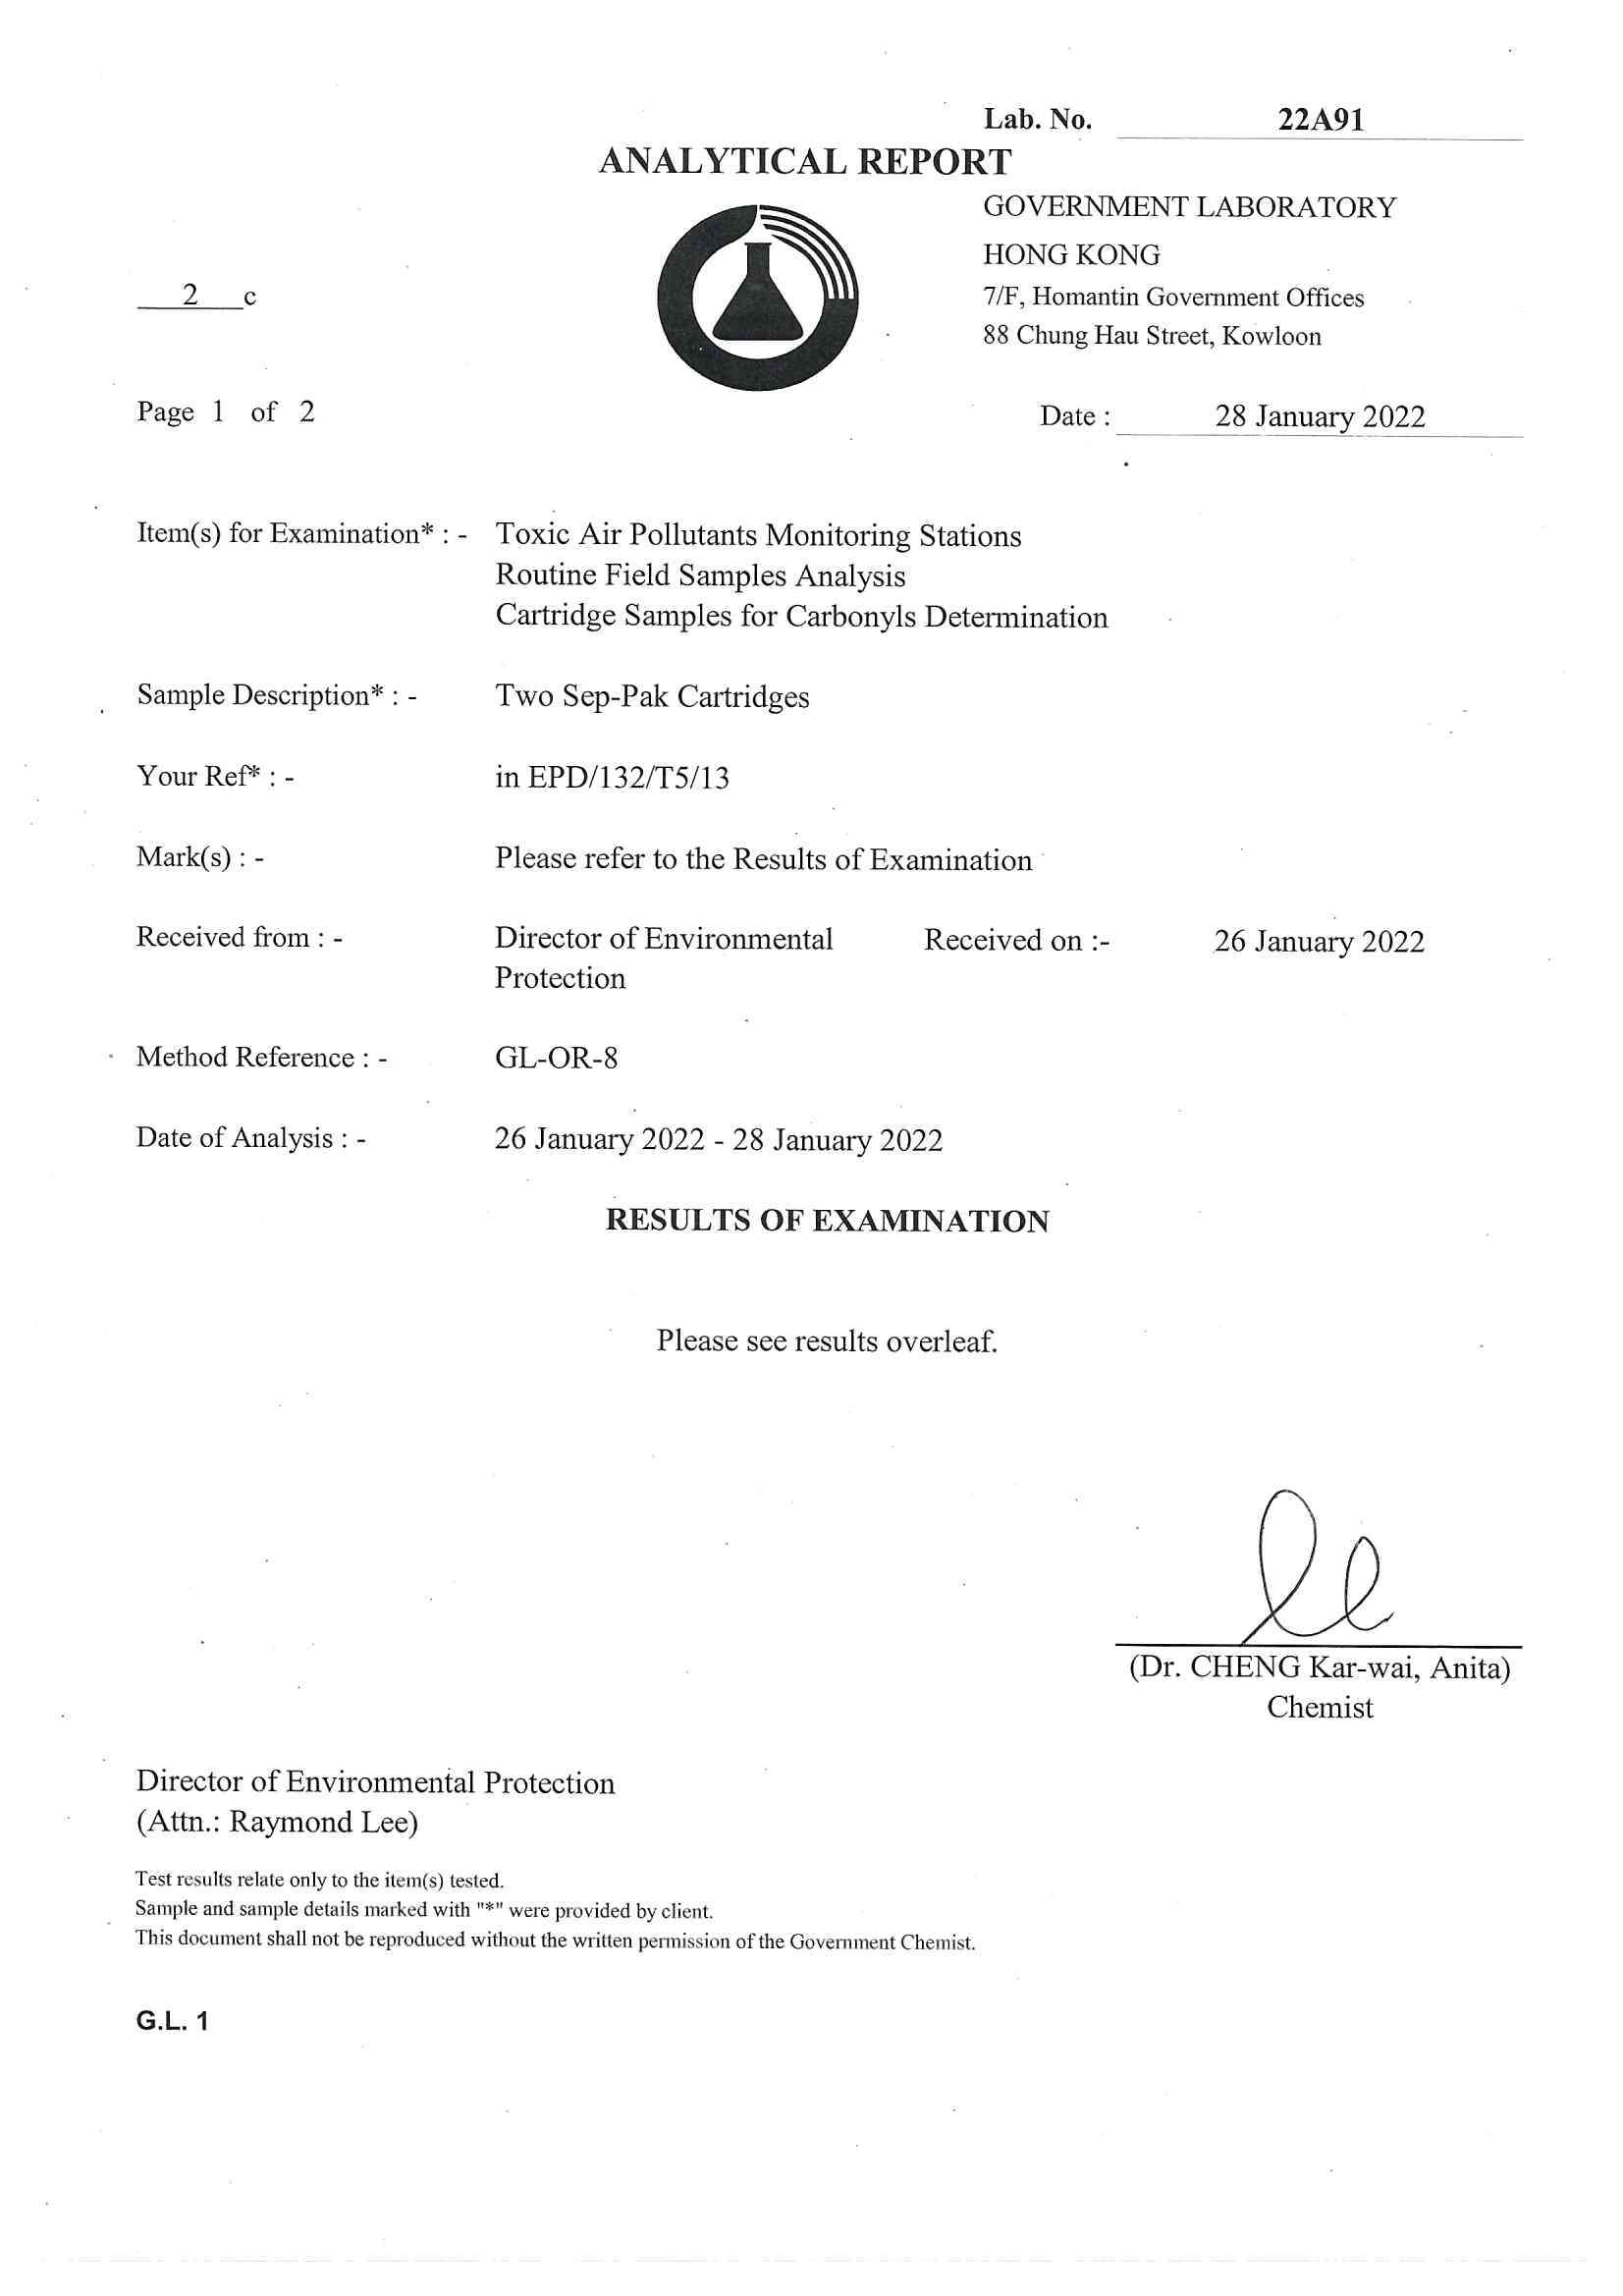 Lab. No. 22A91
ANALYTICAL REPORT
GOVERNMENT LABORATORY
HONG KONG
2 c
7/F, Homantin Government Offices
88 Chung Hau Street, Kowloon
Page 1 of 2
Date : 28 January 2022
Item(s) for Examination* : - Toxic Air Pollutants Monitoring Stations
Routine Field Samples Analysis
Cartridge Samples for Carbonyls Determination
Sample Description* : - Two Sep-Pak Cartridges
Your Ref* : - in EPD/132/T5/13
Mark(s) : - Please refer to the Results of Examination
Received from : - Director of Environmental Received on :- 26 January 2022
Protection
Method Reference : - GL-OR-8
Date of Analysis : - 26 January 2022 - 28 January 2022
RESULTS OF EXAMINATION
Please see results overleaf.
(Dr. CHENG Kar-wai, Anita)
Chemist
Director of Environmental Protection
(Attn.: Raymond Lee)
Test results relate only to the item(s) tested.
Sample and sample details marked with "*" were provided by client.
This document shall not be reproduced without the written permission of the Government Chemist.
G.L. 1